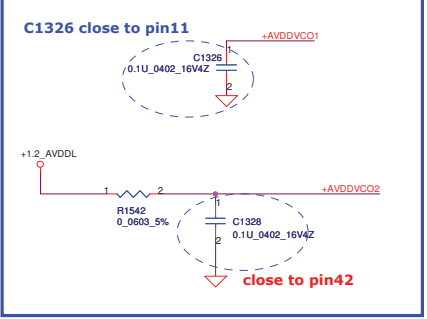 C1326 close to pin11
+AVDDVCO1
1
C1326
0.1U_0402_16V4Z
2
+1.2_AVDDL
1
2
+AVDDVCO2
R1542
0_0603_5%
1
C1328
0.1U_0402_16V4Z
2
close to pin42